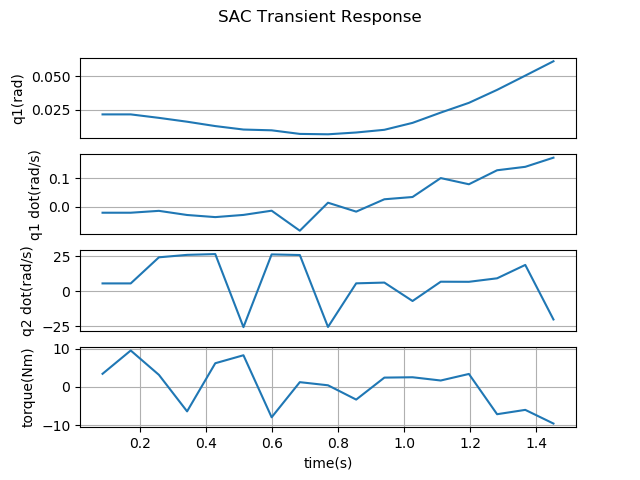 SAC Transient Response
q1(rad)
0.050
0.025
q1 dot(rad/s)
0.1
0.0
q2 dot(rad/s)
25
0
−25
torque(Nm)
10
0
−10
0.2 0.4 0.6 0.8 1.0 1.2 1.4
time(s)